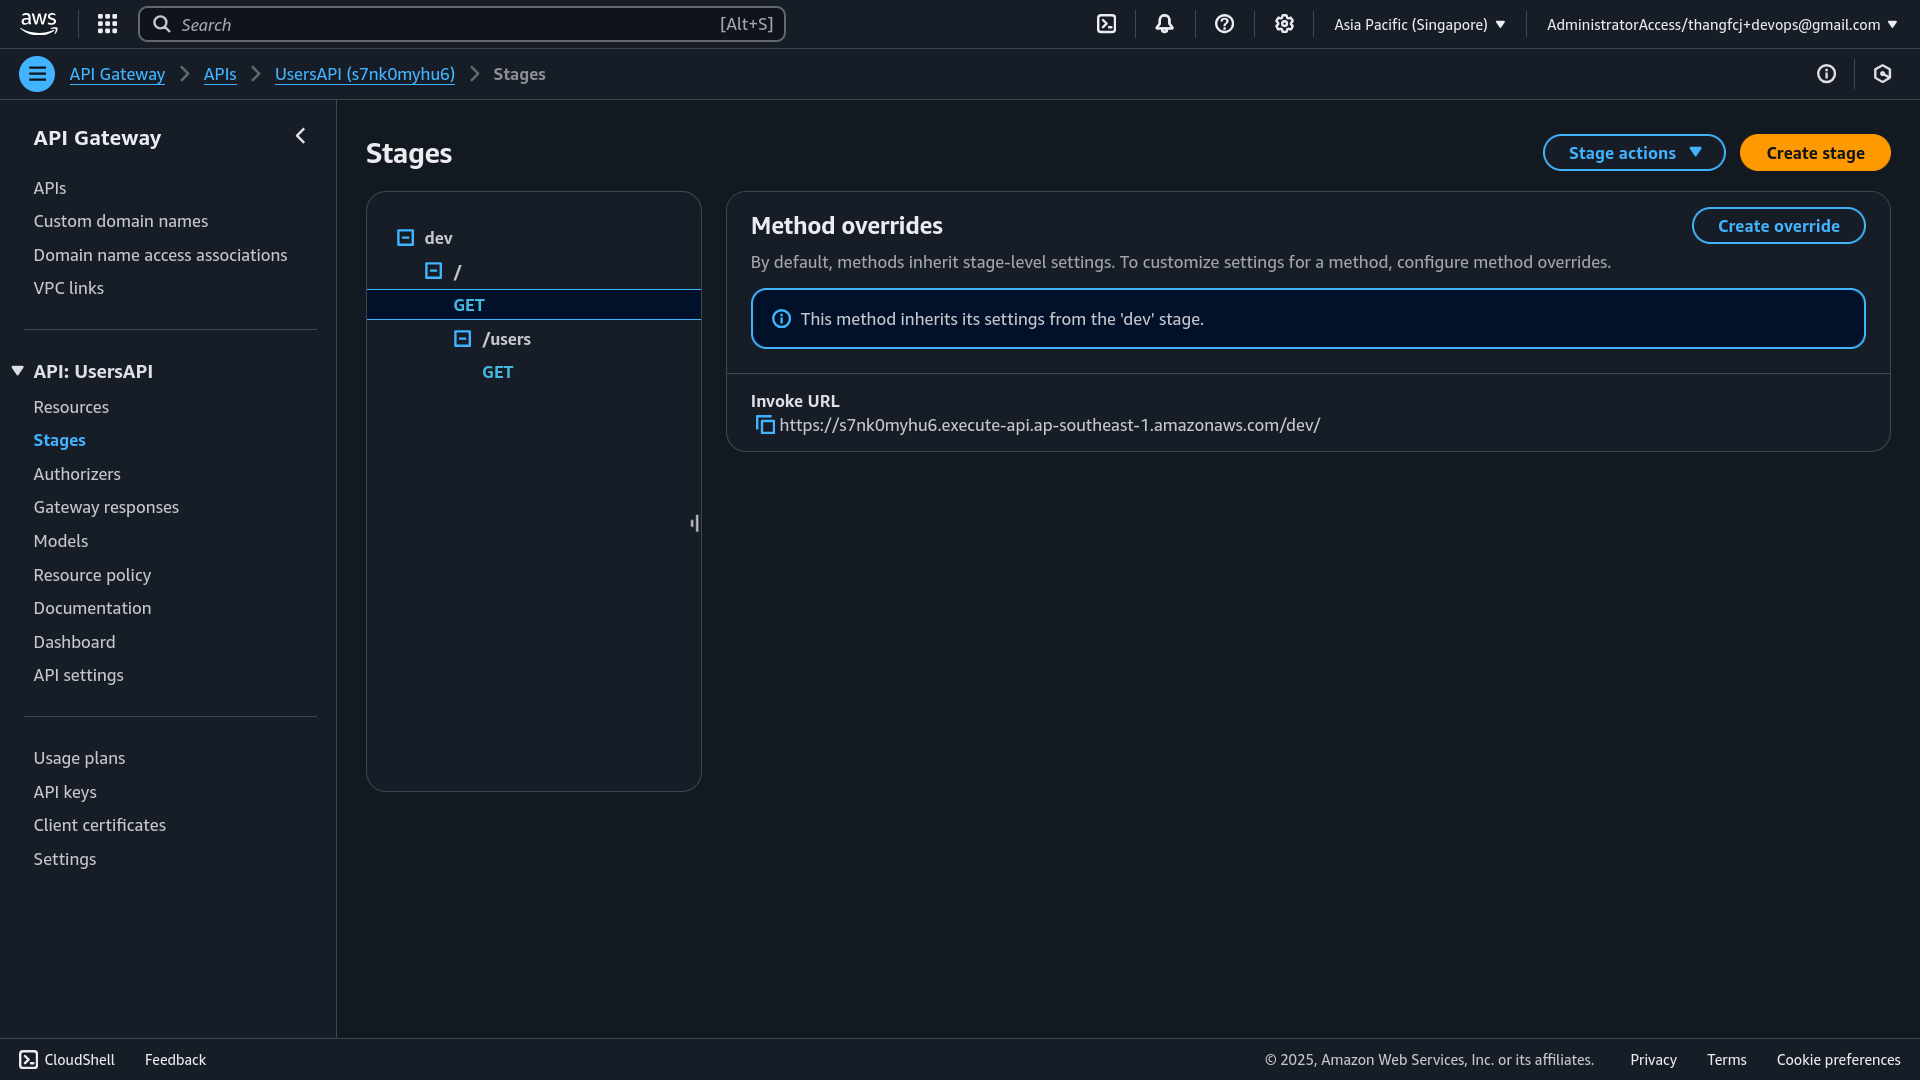 aws
Search [Alt+S]
Asia Pacific (Singapore)
AdministratorAccess/thangfcj+devops@gmail.com
API Gateway
APIs
UsersAPI (s7nk0myhu6)
Stages
API Gateway
APIs
Custom domain names
Domain name access associations
VPC links
API: UsersAPI
Resources
Stages
Authorizers
Gateway responses
Models
Resource policy
Documentation
Dashboard
API settings
Usage plans
API keys
Client certificates
Settings
Stages
Stage actions
Create stage
dev
/
GET
/users
GET
Method overrides
Create override
By default, methods inherit stage-level settings. To customize settings for a method, configure method overrides.
This method inherits its settings from the 'dev' stage.
Invoke URL
https://s7nk0myhu6.execute-api.ap-southeast-1.amazonaws.com/dev/
CloudShell
Feedback
© 2025, Amazon Web Services, Inc. or its affiliates.
Privacy
Terms
Cookie preferences